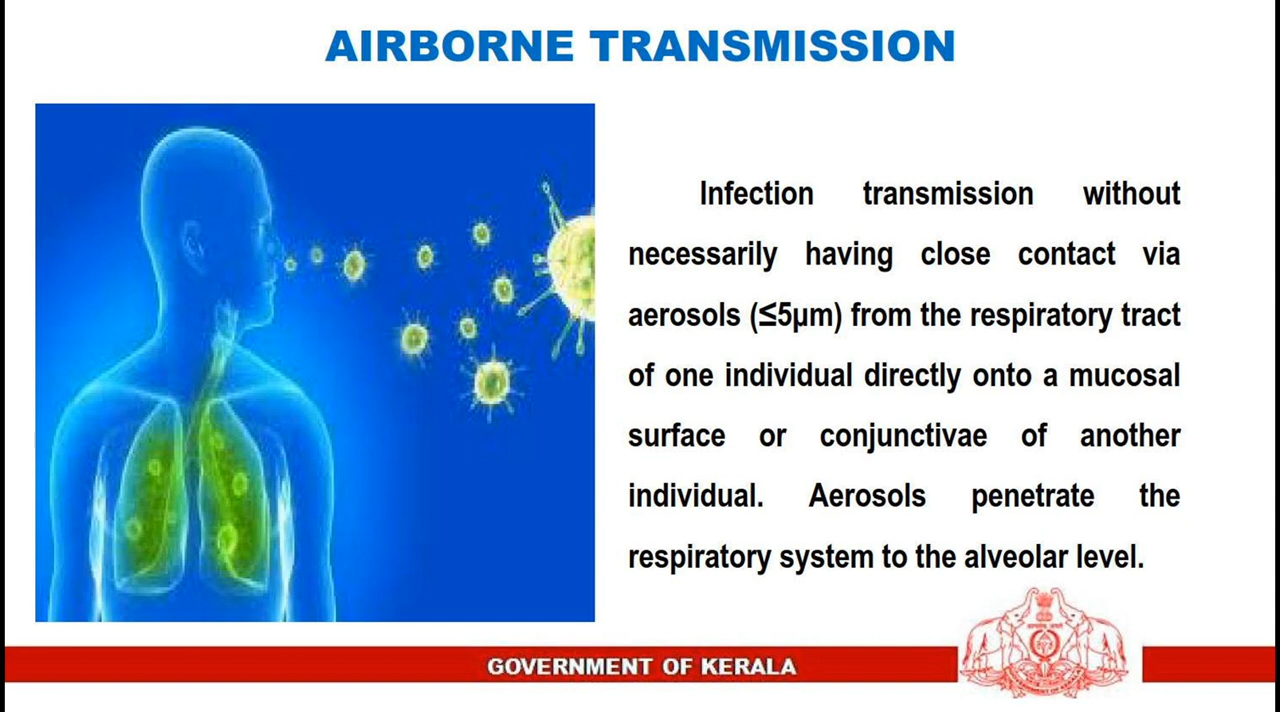 AIRBORNE TRANSMISSION
Infection transmission without
necessarily having close contact via
aerosols (≤5µm) from the respiratory tract
of one individual directly onto a mucosal
surface or conjunctivae of another
individual. Aerosols penetrate the
respiratory system to the alveolar level.
GOVERNMENT OF KERALA